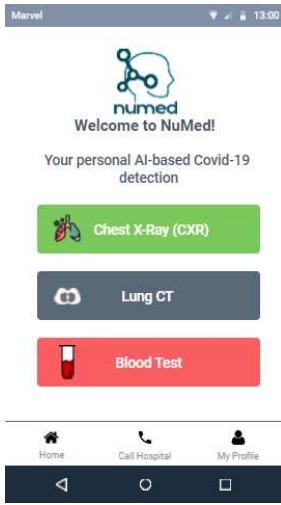 Marvel 13:00
numed
Welcome to NuMed!
Your personal AI-based Covid-19
detection
Chest X-Ray (CXR)
Lung CT
Blood Test
Home Call Hospital My Profile